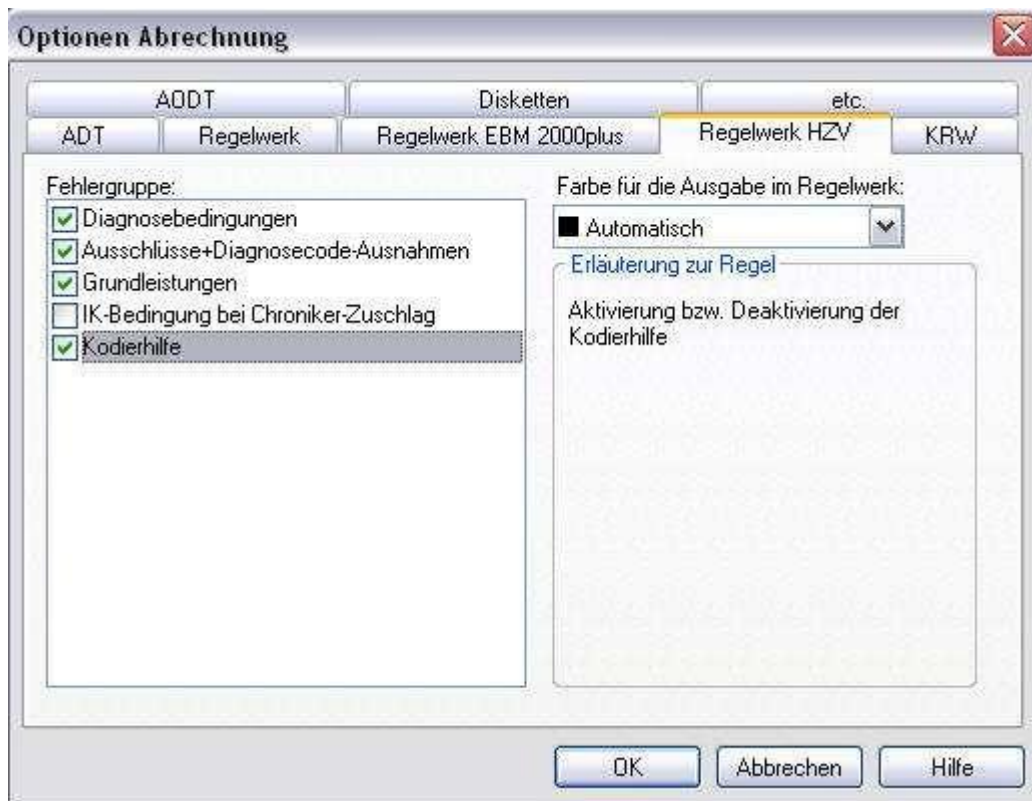 Optionen Abrechnung
AODT Disketten etc.
ADT Regelwerk Regelwerk EBM 2000plus Regelwerk HZV KRW
Fehlergruppe:
Diagnosebedingungen
Ausschlüsse+Diagnosecode-Ausnahmen
Grundleistungen
IK-Bedingung bei Chroniker-Zuschlag
Kodierhilfe
Farbe für die Ausgabe im Regelwerk:
Automatisch
Erläuterung zur Regel
Aktivierung bzw. Deaktivierung der
Kodierhilfe
OK Abbrechen Hilfe